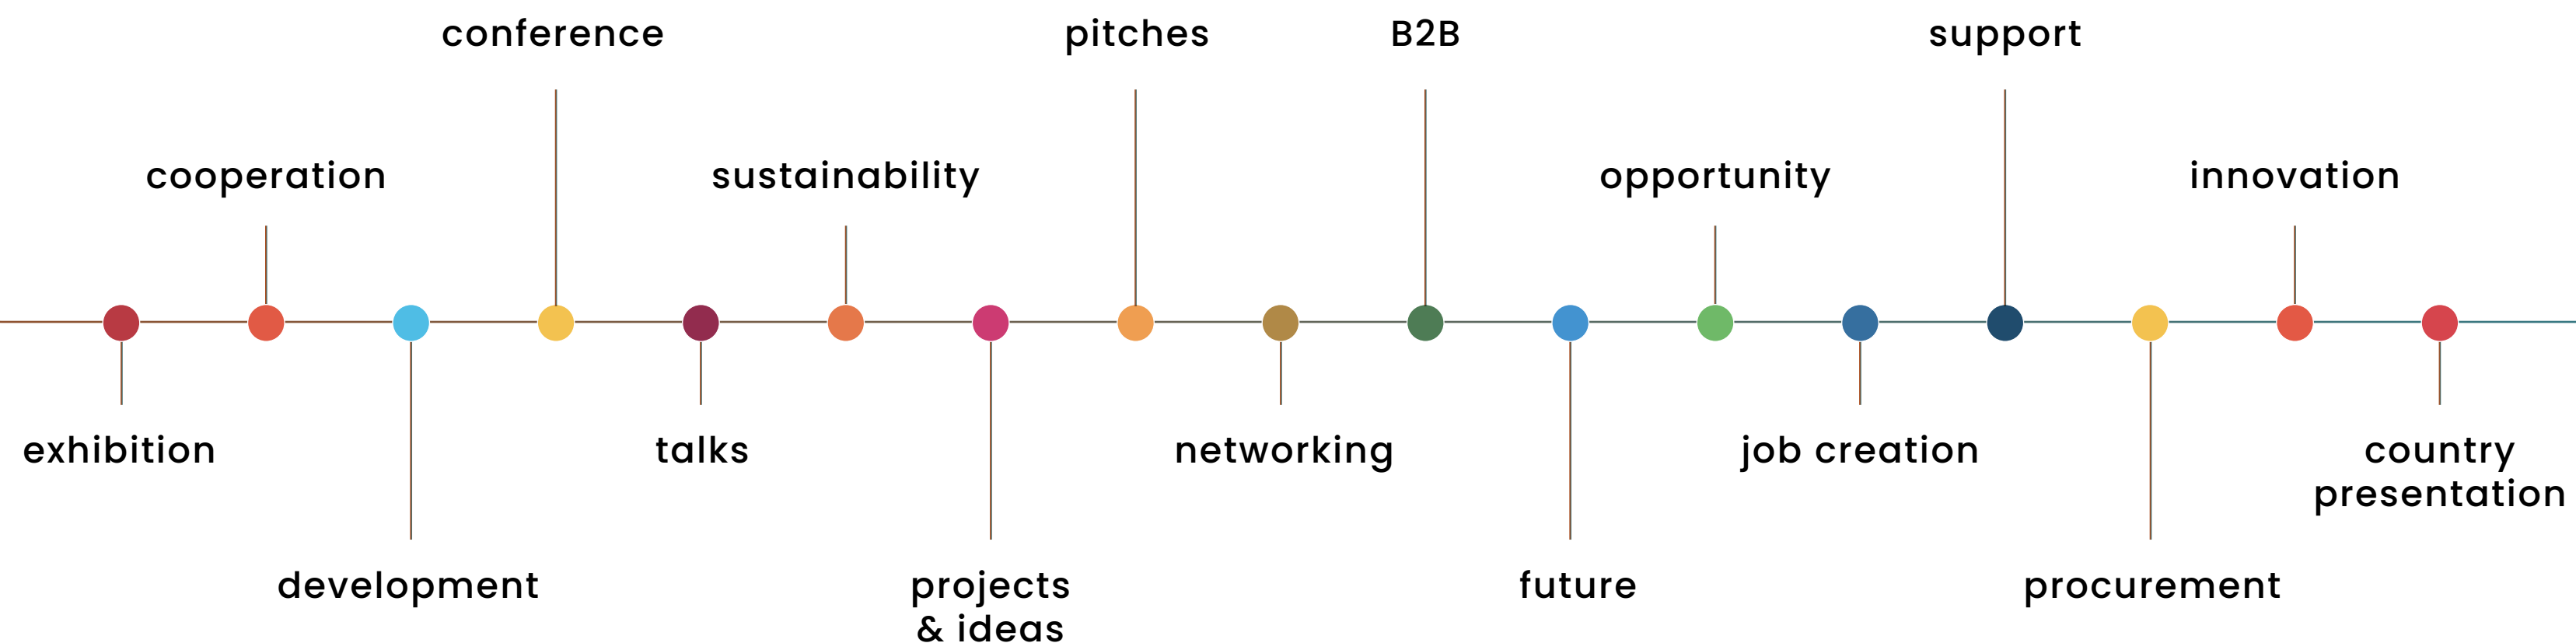 conference
pitches
B2B
support
cooperation
sustainability
opportunity
innovation
exhibition
talks
networking
job creation
country
presentation
development
projects
& ideas
future
procurement